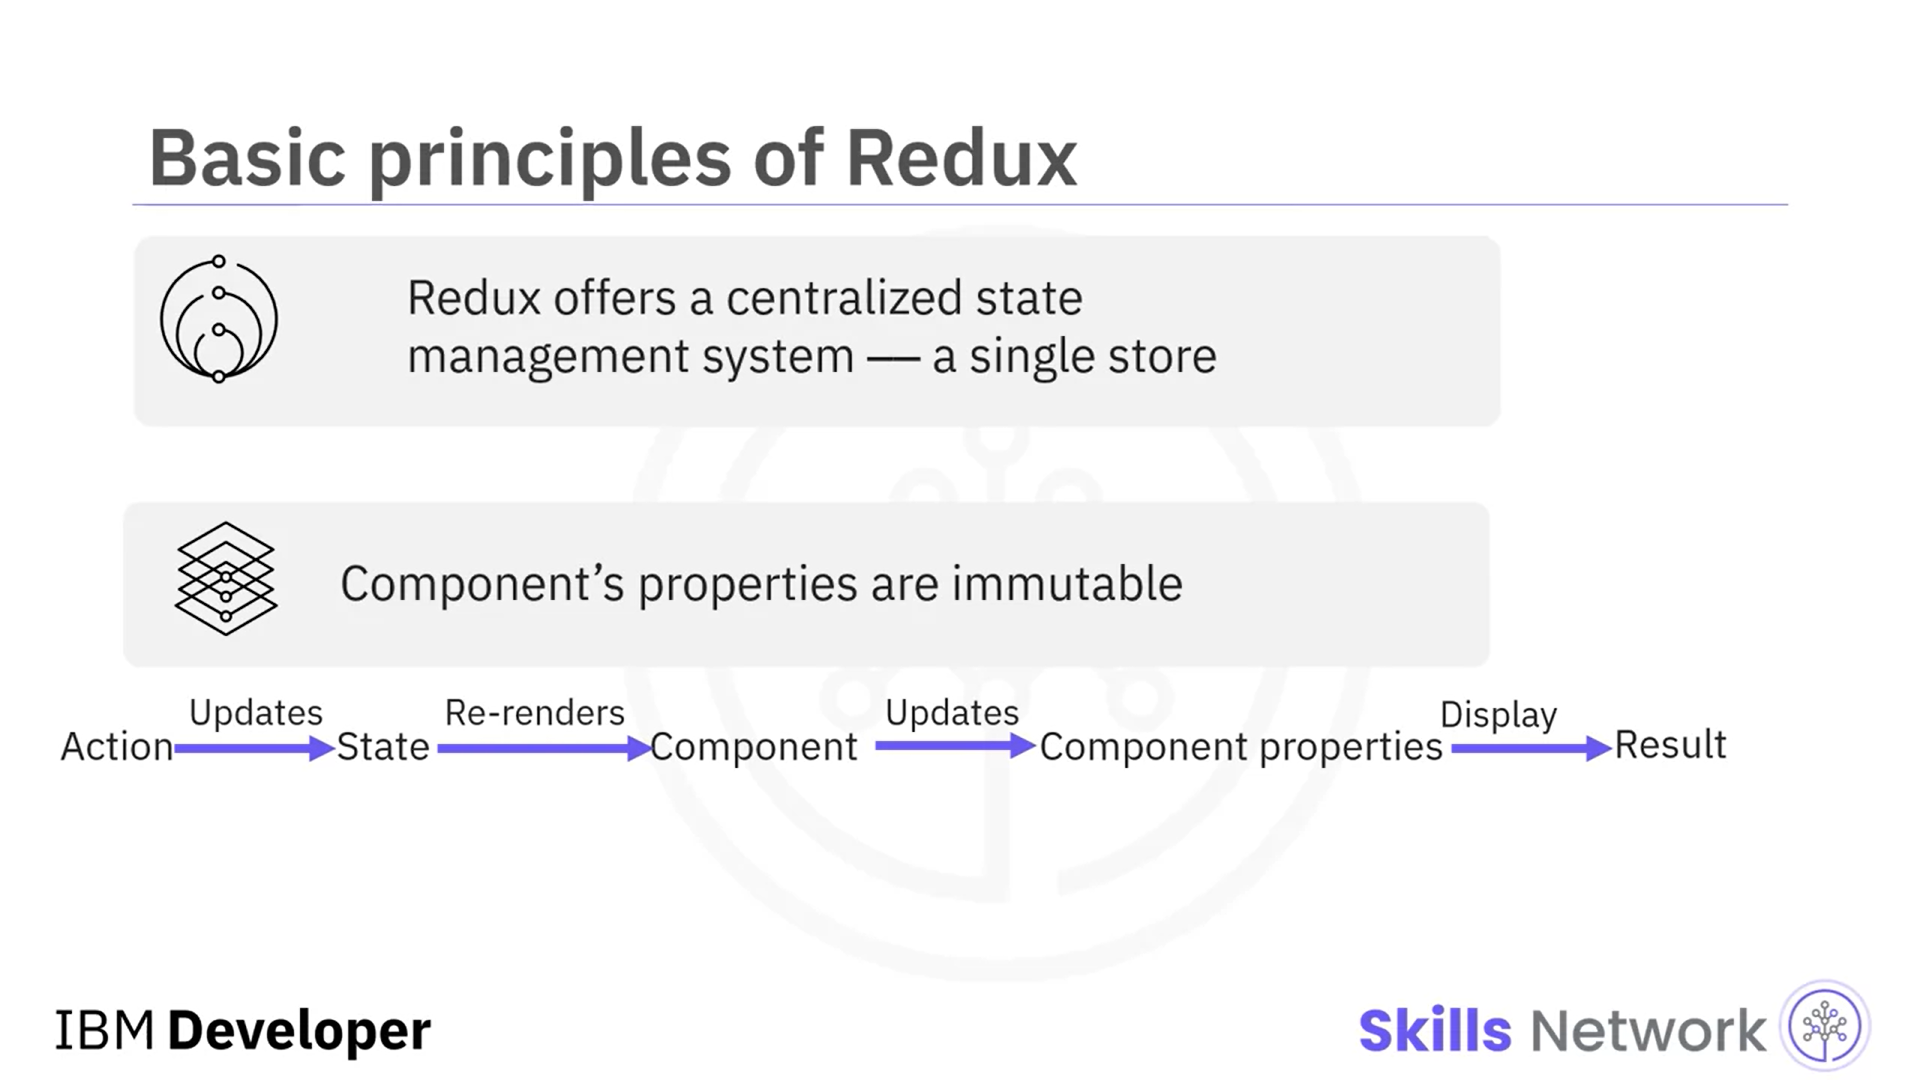 Basic principles of Redux
Redux offers a centralized state
management system — a single store
Component’s properties are immutable
Updates Re-renders Updates Display
Action State Component Component properties Result
IBM Developer
Skills Network